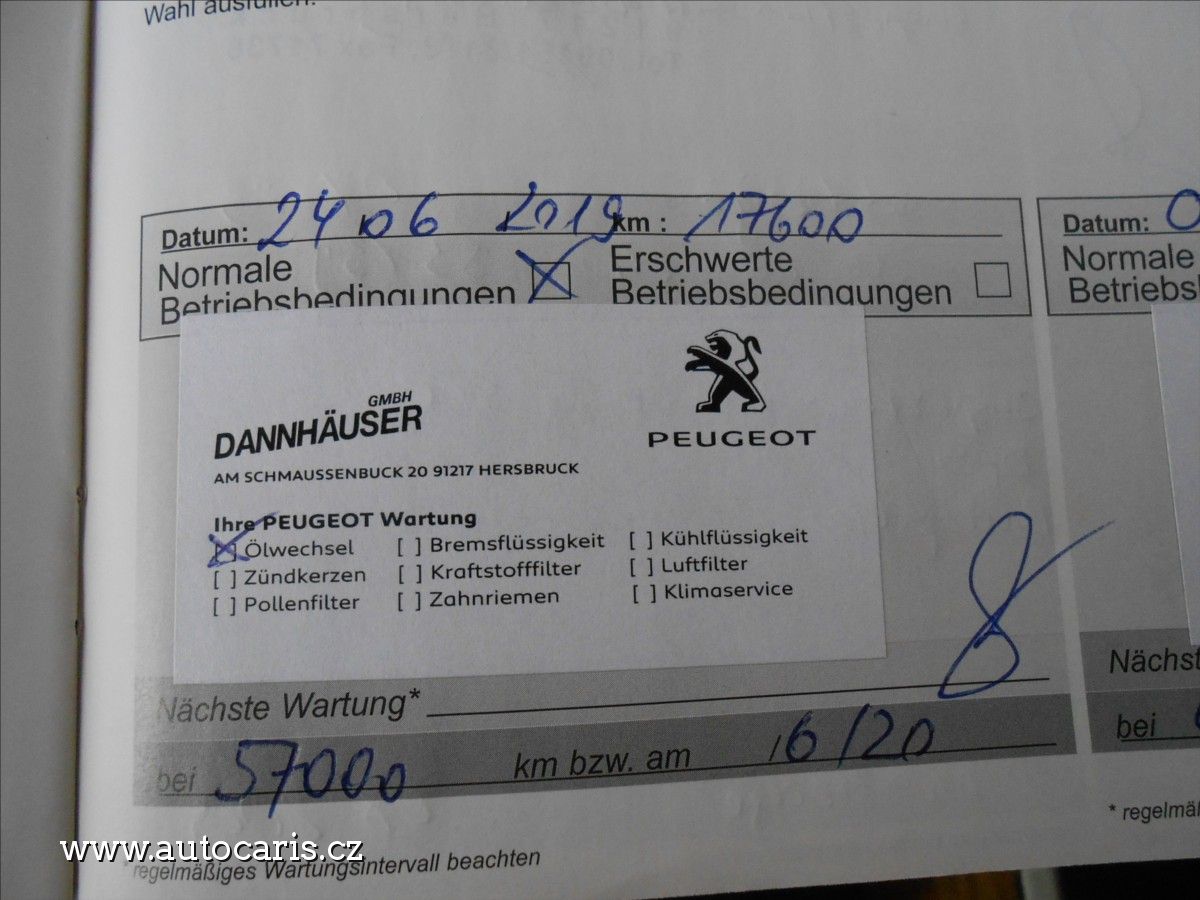 Wahl ausfüllen.
Datum: 24 06 2019 km : 17600
Normale Betriebsbedingungen Erschwerte Betriebsbedingungen
GMBH
DANNHÄUSER
AM SCHMAUSSENBUCK 20 91217 HERSBRUCK
PEUGEOT
Ihre PEUGEOT Wartung
[X] Ölwechsel [ ] Bremsflüssigkeit [ ] Kühlflüssigkeit
[ ] Zündkerzen [ ] Kraftstofffilter [ ] Luftfilter
[ ] Pollenfilter [ ] Zahnriemen [ ] Klimaservice
Nächste Wartung*
bei 57000 km bzw. am /6/20
*regelmäßiges Wartungsintervall beachten
Datum: 0
Normale
Betriebs
Nächst
bei
* regelmä
www.autocaris.cz